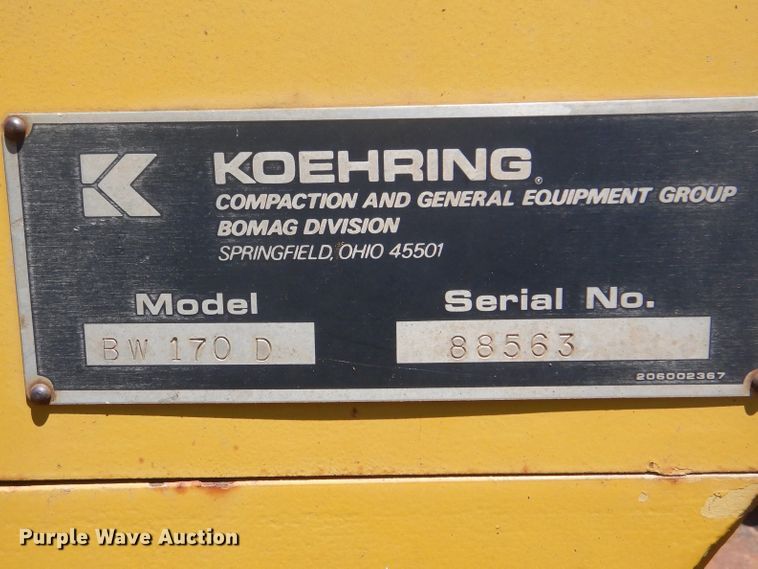 KOEHRING®
COMPACTION AND GENERAL EQUIPMENT GROUP
BOMAG DIVISION
SPRINGFIELD, OHIO 45501
Model Serial No.
BW 170 D 88563
206002367
Purple Wave Auction